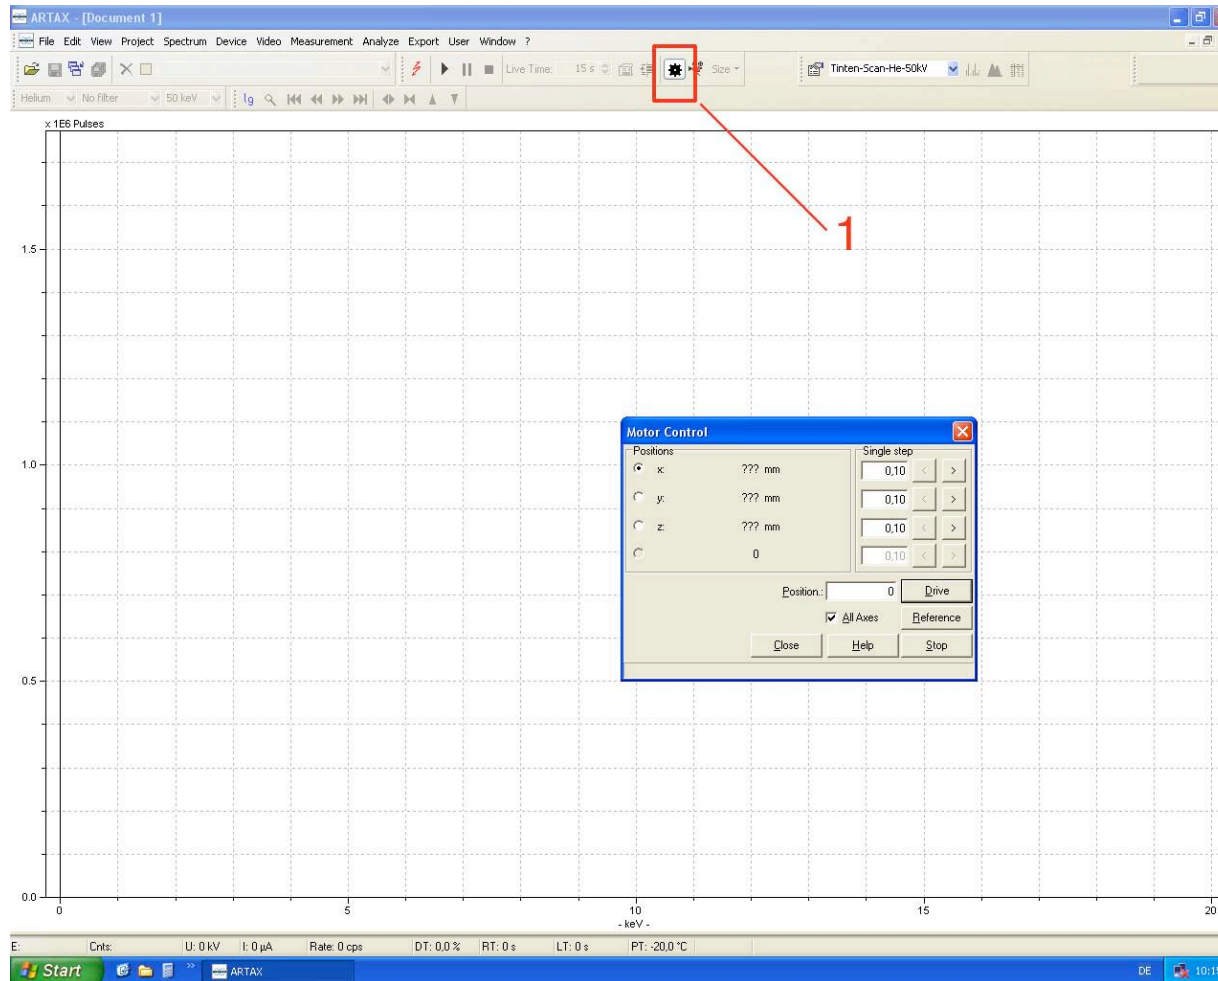 ARTAX - [Document 1]
File Edit View Project Spectrum Device Video Measurement Analyze Export User Window ?
Live Time: 15 s Size Tinten-Scan-He-50kV
Helium No filter 50 keV lg
x 1E6 Pulses
1
1.5
1.0
0.5
0.0
Motor Control
Positions Single step
x: ??? mm 0,10 < >
y: ??? mm 0,10 < >
z: ??? mm 0,10 < >
0 0,10 < >
Position.: 0 Drive
All Axes Reference
Close Help Stop
0 5 10 15 20
- keV -
E: Cnts: U: 0 kV I: 0 µA Rate: 0 cps DT: 0,0 % RT: 0 s LT: 0 s PT: -20,0 °C
Start ARTAX DE